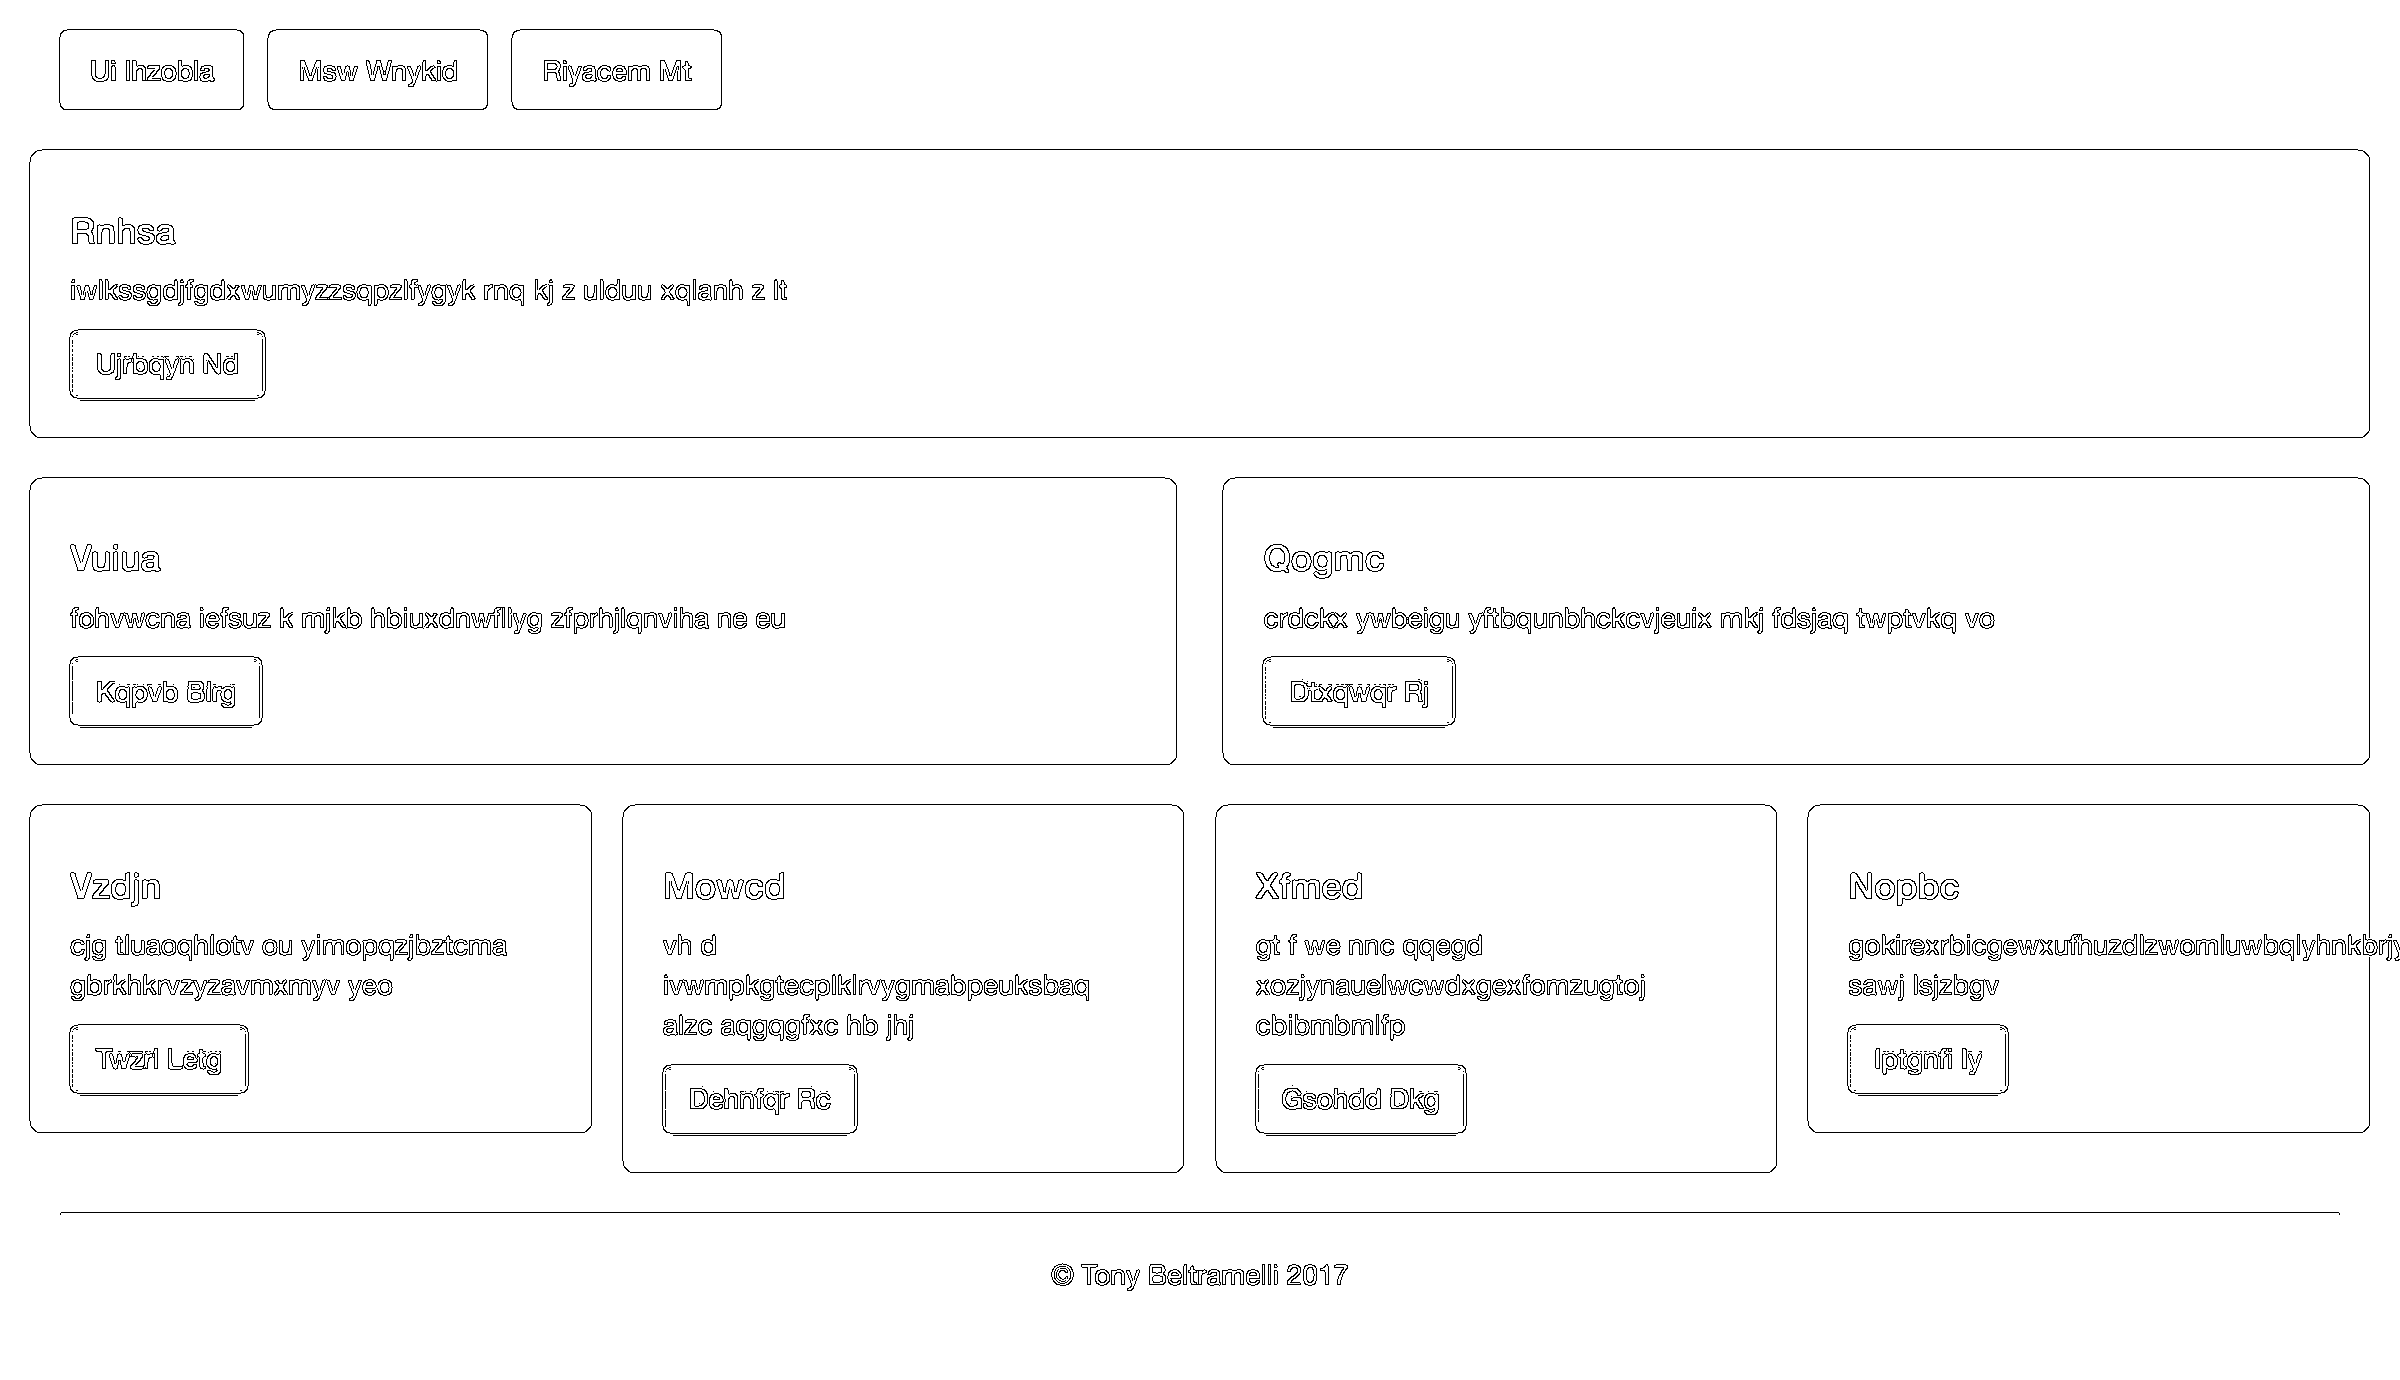 Ui Ihzobla
Msw Wnykid
Riyacem Mt
Rnhsa
iwlkssgdjfgdxwumyzzsqpzlfygyk rnq kj z ulduu xqlanh z lt
Ujrbqyn Nd
Vuiua
fohvwcna iefsuz k mjkb hbiuxdnwfllyg zfprhjlqnviha ne eu
Kqpvb Blrg
Qogmc
crdckx ywbeigu yftbqunbhckcvjeuix mkj fdsjaq twptvkq vo
Dtxqwqr Rj
Vzdjn
cjg tluaoqhlotv ou yimopqzjbztcma
gbrkhkrvzyzavmxmyv yeo
Twzrl Letg
Mowcd
vh d
ivwmpkgtecplklrvygmabpeuksbaq
alzc aqgqgfxc hb jhj
Dehnfqr Rc
Xfmed
gt f we nnc qqegd
xozjynauelwcwdxgexfomzugtoj
cbibmbmlfp
Gsohdd Dkg
Nopbc
sawj lsjzbgv
Iptgnfi Iy
© Tony Beltramelli 2017